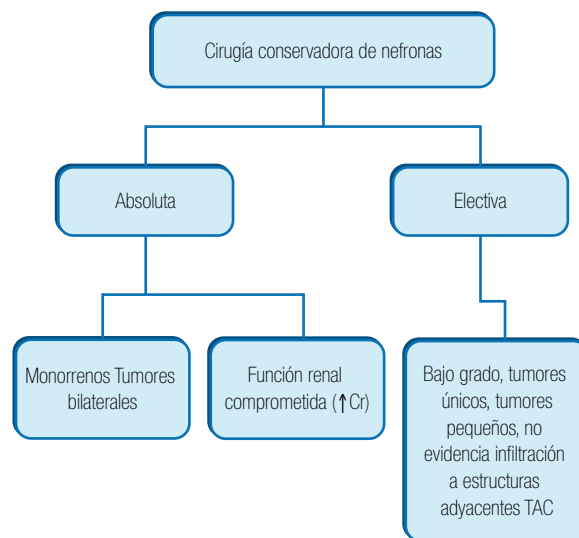 Cirugía conservadora de nefronas
Absoluta
Electiva
Monorrenos Tumores
bilaterales
Función renal
comprometida (↑Cr)
Bajo grado, tumores
únicos, tumores
pequeños, no
evidencia infiltración
a estructuras
adyacentes TAC